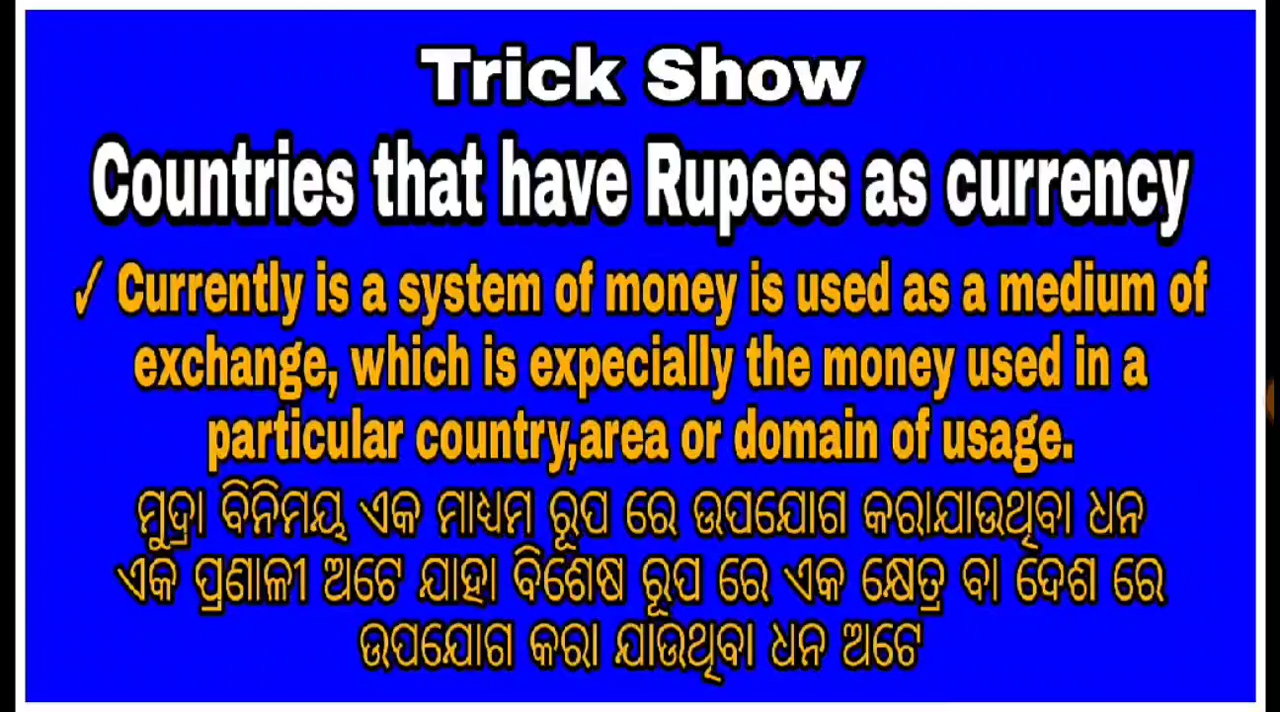 Trick Show
Countries that have Rupees as currency
✓ Currently is a system of money is used as a medium of
exchange, which is expecially the money used in a
particular country,area or domain of usage.
ମୁଦ୍ରା ବିନିମୟ ଏକ ମାଧ୍ୟମ ରୂପ ରେ ଉପଯୋଗ କରାଯାଉଥିବା ଧନ
ଏକ ପ୍ରଣାଳୀ ଅଟେ ଯାହା ବିଶେଷ ରୂପ ରେ ଏକ କ୍ଷେତ୍ର ବା ଦେଶ ରେ
ଉପଯୋଗ କରା ଯାଉଥିବା ଧନ ଅଟେ